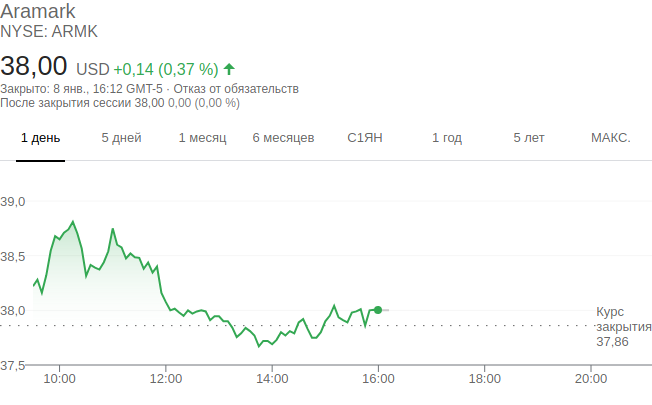 Aramark
NYSE: ARMK
38,00 USD +0,14 (0,37 %)
Закрыто: 8 янв., 16:12 GMT-5 · Отказ от обязательств
После закрытия сессии 38,00 0,00 (0,00 %)
1 день 5 дней 1 месяц 6 месяцев С1ЯН 1 год 5 лет МАКС.
39,0
38,5
38,0
Курс
закрытия
37,86
37,5
10:00 12:00 14:00 16:00 18:00 20:00